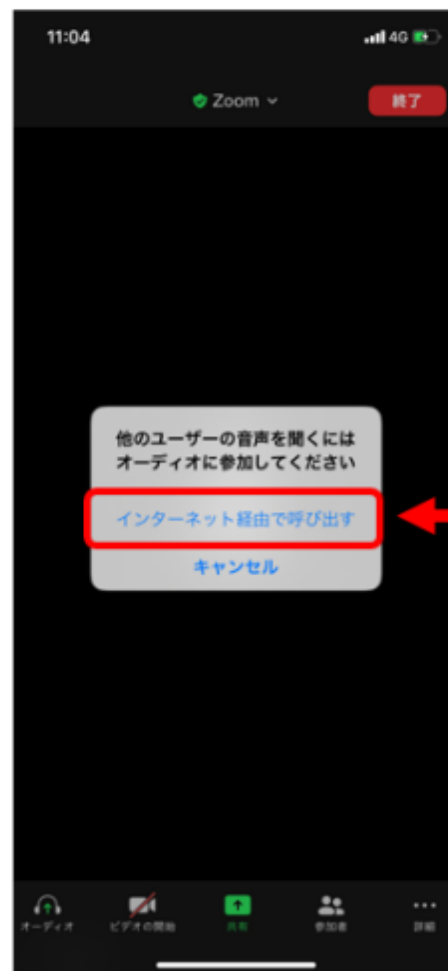 11:04
4G
Zoom
終了
他のユーザーの音声を聞くには
オーディオに参加してください
インターネット経由で呼び出す
キャンセル
オーディオ
ビデオの開始
共有
参加者
詳細